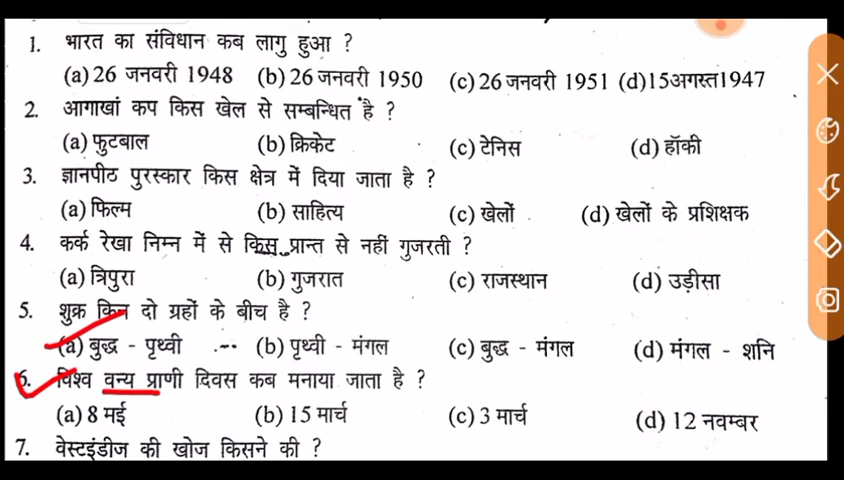 1. भारत का संविधान कब लागु हुआ ?
(a) 26 जनवरी 1948 (b) 26 जनवरी 1950 (c) 26 जनवरी 1951 (d) 15 अगस्त 1947
2. आगाखां कप किस खेल से सम्बन्धित है ?
(a) फुटबाल (b) क्रिकेट (c) टेनिस (d) हॉकी
3. ज्ञानपीठ पुरस्कार किस क्षेत्र में दिया जाता है ?
(a) फिल्म (b) साहित्य (c) खेलों (d) खेलों के प्रशिक्षक
4. कर्क रेखा निम्न में से किस प्रान्त से नहीं गुजरती ?
(a) त्रिपुरा (b) गुजरात (c) राजस्थान (d) उड़ीसा
5. शुक्र किन दो ग्रहों के बीच है ?
(a) बुद्ध - पृथ्वी (b) पृथ्वी - मंगल (c) बुद्ध - मंगल (d) मंगल - शनि
6. विश्व वन्य प्राणी दिवस कब मनाया जाता है ?
(a) 8 मई (b) 15 मार्च (c) 3 मार्च (d) 12 नवम्बर
7. वेस्टइंडीज की खोज किसने की ?